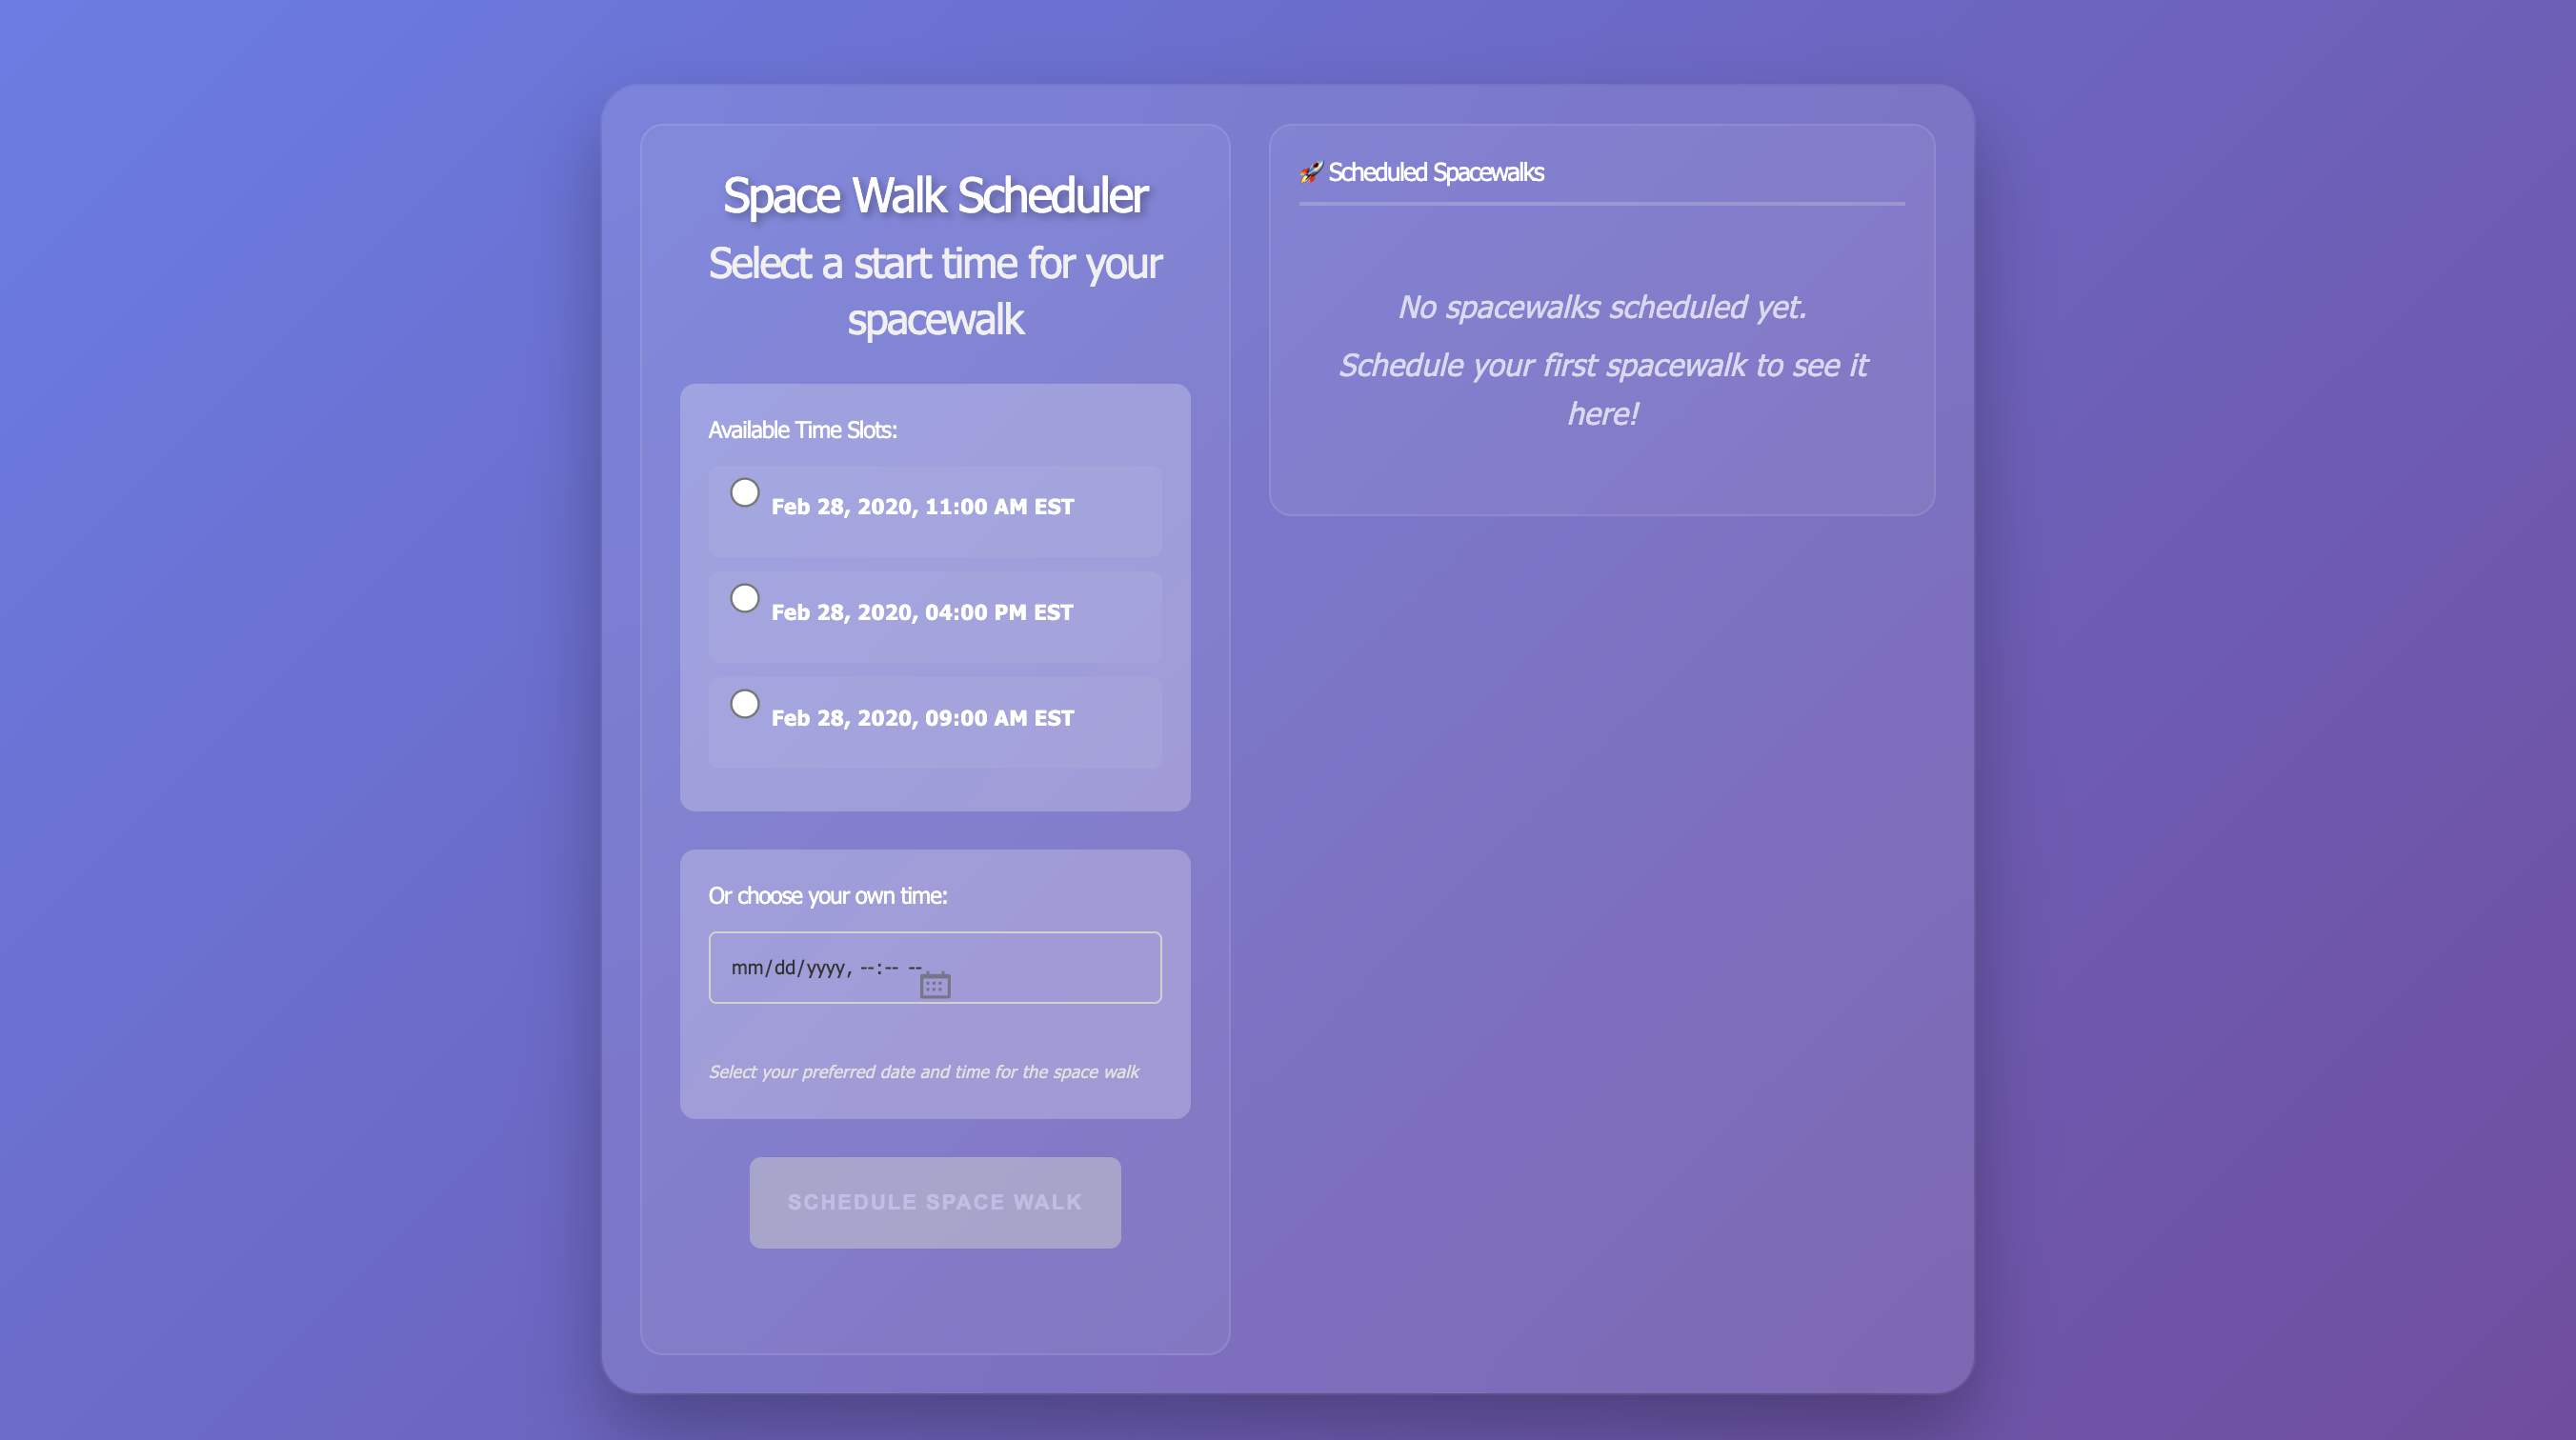 Space Walk Scheduler
Select a start time for your
spacewalk
Available Time Slots:
Feb 28, 2020, 11:00 AM EST
Feb 28, 2020, 04:00 PM EST
Feb 28, 2020, 09:00 AM EST
Or choose your own time:
mm/dd/yyyy, --:-- --
Select your preferred date and time for the space walk
SCHEDULE SPACE WALK
🚀 Scheduled Spacewalks
No spacewalks scheduled yet.
Schedule your first spacewalk to see it
here!